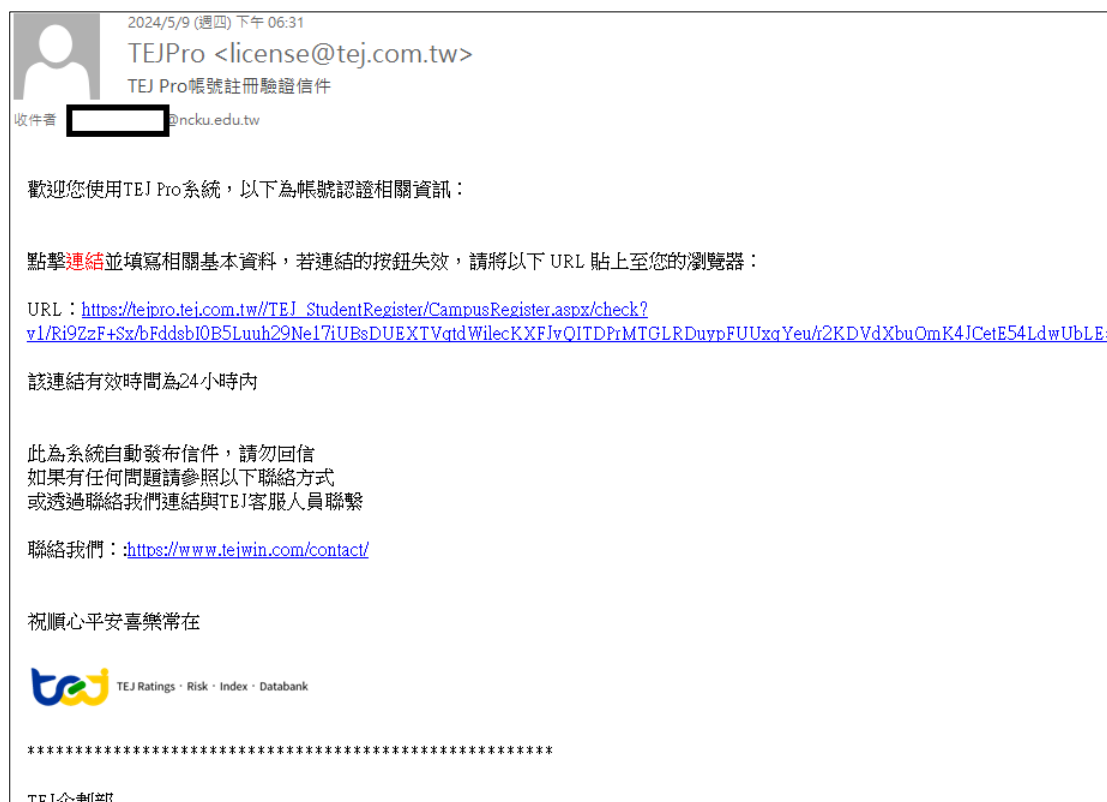 2024/5/9 (週四) 下午 06:31
TEJPro <license@tej.com.tw>
TEJ Pro帳號註冊驗證信件
收件者 @ncku.edu.tw
歡迎您使用TEJ Pro系統，以下為帳號認證相關資訊：
點擊連結並填寫相關基本資料，若連結的按鈕失效，請將以下 URL 貼上至您的瀏覽器：
URL：https://tejpro.tej.com.tw//TEJ_StudentRegister/CampusRegister.aspx/check?
v1/Ri9ZzF+Sx/bFddsbI0B5Luuh29Ne17iUBsDUEXTVqtdWilecKXFJvQITDPrMTGLRDuypFUUxqYeu/r2KDVdXbuOmK4JCetE54LdwUbLE
該連結有效時間為24小時內
此為系統自動發布信件，請勿回信
如果有任何問題請參照以下聯絡方式
或透過聯絡我們連結與TEJ客服人員聯繫
聯絡我們：:https://www.tejwin.com/contact/
祝順心平安喜樂常在
tej TEJ Ratings · Risk · Index · Databank
*******************************************************
TEJ企劃部